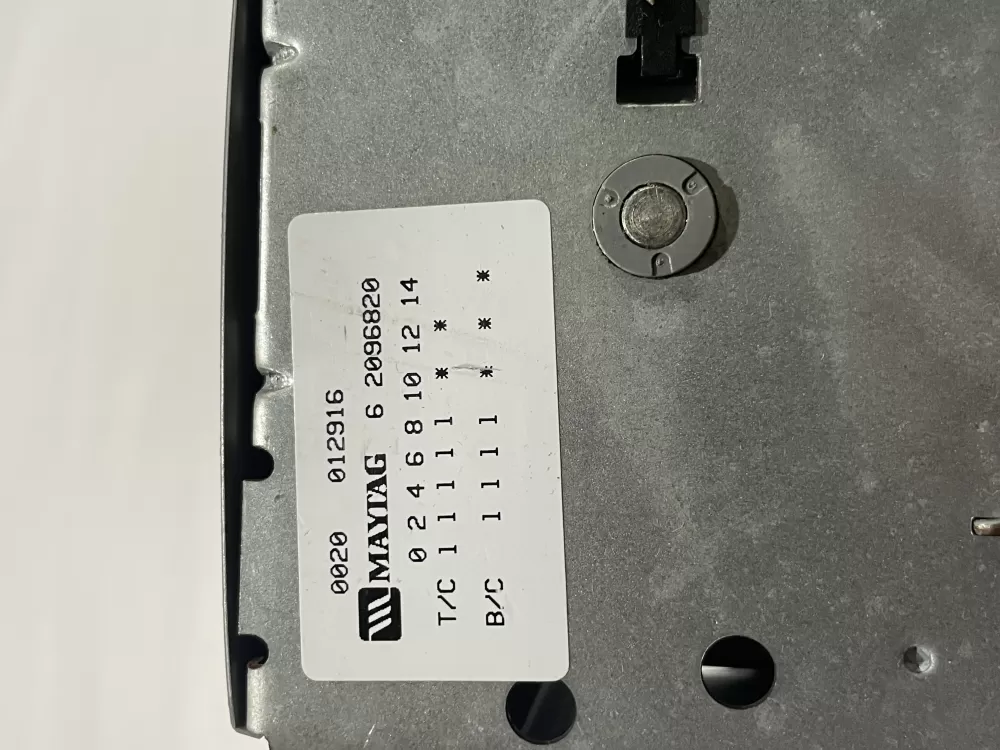 0020 012916
MAYTAG 6 2096820
0 2 4 6 8 10 12 14
T/C 1 1 1 1 1 * *
B/C 1 1 1 1 * * *